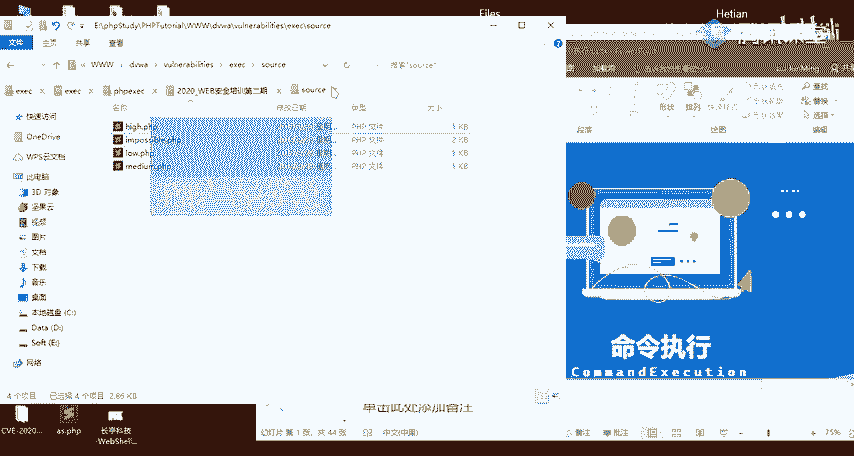 Files
Hetian
E:\phpStudy\PHPTutorial\WWW\dvwa\vulnerabilities\exec\source
文件
主页
共享
查看
« WWW › dvwa › vulnerabilities › exec › source
搜索"source"
exec
exec
phpexec
2020_WEB安全培训第二期
source
名称
修改日期
类型
大小
high.php
PHP 文件
KB
impossible.php
PHP 文件
2 KB
low.php
PHP 文件
KB
medium.php
PHP 文件
KB
快速访问
OneDrive
WPS云文档
此电脑
3D 对象
坚果云
视频
图片
文档
下载
音乐
桌面
本地磁盘 (C:)
Data (D:)
Soft (E:)
网络
4 个项目
已选择 4 个项目
形状
排列
绘图
段落
查找
替换
选择
编辑
命令执行
CommandExecution
单击此处添加备注
幻灯片 第 1 张，共 44 张
中文(中国)
备注
批注
25%
CVE-2020...
as.php
长亭科技
-WebShell...